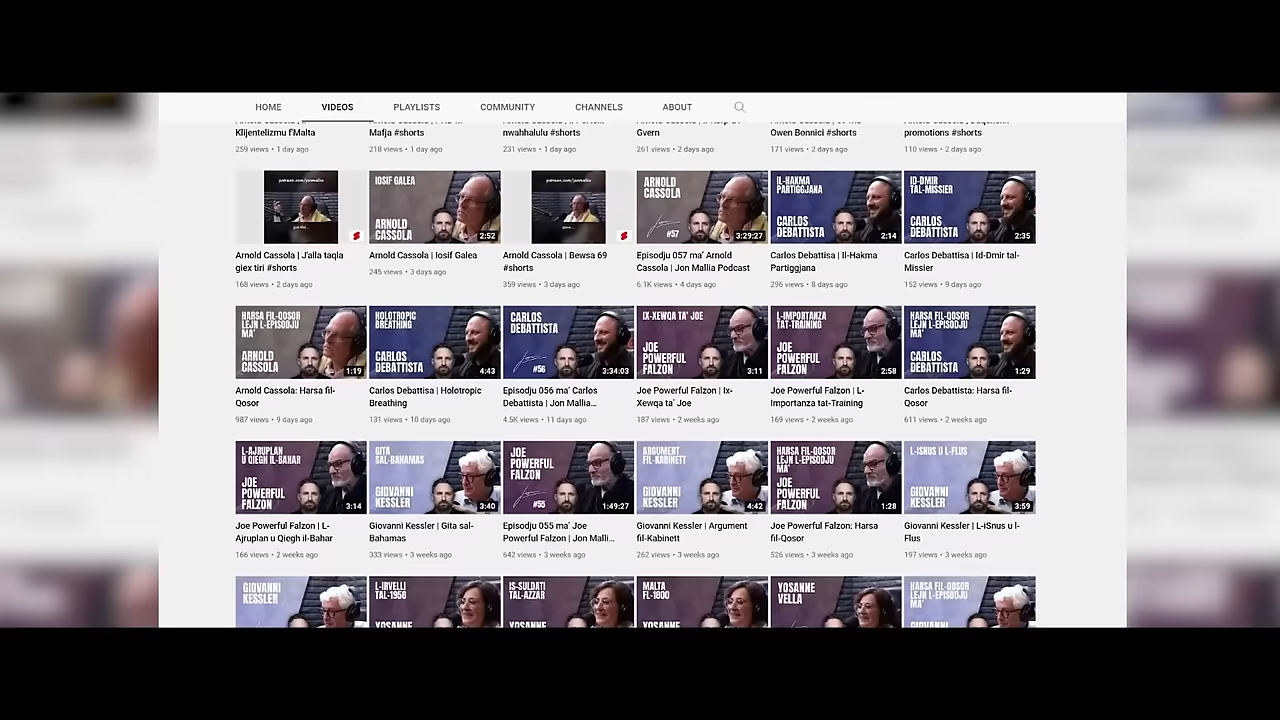 HOME VIDEOS PLAYLISTS COMMUNITY CHANNELS ABOUT
Klijentelizmu f'Malta
259 views • 1 day ago
Mafja #shorts
218 views • 1 day ago
nwahhalulu #shorts
231 views • 1 day ago
Gvern
261 views • 2 days ago
Owen Bonnici #shorts
171 views • 2 days ago
promotions #shorts
110 views • 2 days ago
patreon.com/jonmallia
Arnold Cassola | J'alla taqla
giex tiri #shorts
168 views • 2 days ago
IOSIF GALEA
ARNOLD
CASSOLA
2:52
Arnold Cassola | Iosif Galea
245 views • 3 days ago
patreon.com/jonmallia
Arnold Cassola | Bewsa 69
#shorts
359 views • 3 days ago
ARNOLD
CASSOLA
#57
3:29:27
Episodju 057 ma' Arnold
Cassola | Jon Mallia Podcast
6.1K views • 4 days ago
IL-HAKMA
PARTIGGJANA
CARLOS
DEBATTISTA
2:14
Carlos Debattista | Il-Hakma
Partiggjana
296 views • 8 days ago
ID-DMIR
TAL-MISSIER
CARLOS
DEBATTISTA
2:35
Carlos Debattista | Id-Dmir tal-
Missier
152 views • 9 days ago
HARSA FIL-QOSOR
LEJN L-EPISODJU
MA'
ARNOLD
CASSOLA
1:19
Arnold Cassola: Harsa fil-
Qosor
987 views • 9 days ago
HOLOTROPIC
BREATHING
CARLOS
DEBATTISTA
4:43
Carlos Debattisa | Holotropic
Breathing
131 views • 10 days ago
CARLOS
DEBATTISTA
#56
3:34:03
Episodju 056 ma' Carlos
Debattista | Jon Mallia...
4.5K views • 11 days ago
IX-XEWQA TA' JOE
JOE
POWERFUL
FALZON
3:11
Joe Powerful Falzon | Ix-
Xewqa ta' Joe
187 views • 2 weeks ago
L-IMPORTANZA
TAT-TRAINING
JOE
POWERFUL
FALZON
2:58
Joe Powerful Falzon | L-
Importanza tat-Training
169 views • 2 weeks ago
HARSA FIL-QOSOR
LEJN L-EPISODJU
MA'
CARLOS
DEBATTISTA
1:29
Carlos Debattista: Harsa fil-
Qosor
611 views • 2 weeks ago
L-AJRUPLAN
U QIEGH IL-BAHAR
JOE
POWERFUL
FALZON
3:14
Joe Powerful Falzon | L-
Ajruplan u Qiegh il-Bahar
166 views • 2 weeks ago
GITA
SAL-BAHAMAS
GIOVANNI
KESSLER
3:40
Giovanni Kessler | Gita sal-
Bahamas
333 views • 3 weeks ago
JOE
POWERFUL
FALZON
#55
1:49:27
Episodju 055 ma' Joe
Powerful Falzon | Jon Malli...
642 views • 3 weeks ago
ARGUMENT
FIL-KABINETT
GIOVANNI
KESSLER
4:42
Giovanni Kessler | Argument
fil-Kabinett
262 views • 3 weeks ago
HARSA FIL-QOSOR
LEJN L-EPISODJU
MA'
JOE
POWERFUL
FALZON
1:28
Joe Powerful Falzon: Harsa
fil-Qosor
526 views • 3 weeks ago
L-ISNUS U L-FLUS
GIOVANNI
KESSLER
3:59
Giovanni Kessler | L-iSnus u l-
Flus
197 views • 3 weeks ago
GIOVANNI
KESSLER
L-IRVELLI
TAL-1958
YOSANNE
IS-SULDATI
TAL-AZZAR
YOSANNE
MALTA
FL-1800
YOSANNE
YOSANNE
VELLA
HARSA FIL-QOSOR
LEJN L-EPISODJU
MA'
GIOVANNI